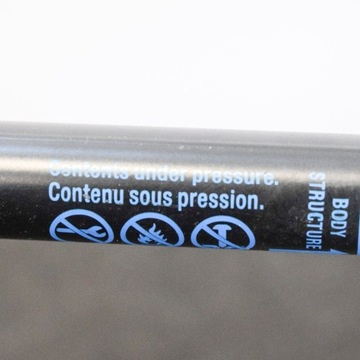 Contents under pressure.
Contenu sous pression.
BODY
STRUCTURE